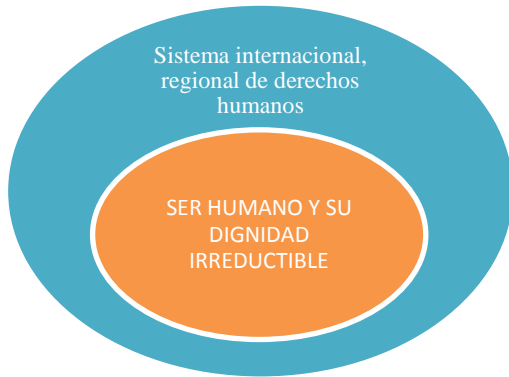 Sistema internacional,
regional de derechos
humanos
SER HUMANO Y SU
DIGNIDAD
IRREDUCTIBLE